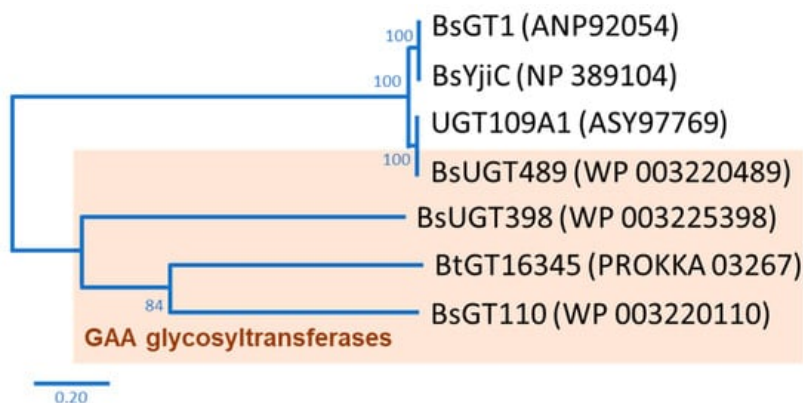 100
BsGT1 (ANP92054)
100
BsYjiC (NP 389104)
UGT109A1 (ASY97769)
100
BsUGT489 (WP 003220489)
BsUGT398 (WP 003225398)
BtGT16345 (PROKKA 03267)
84
BsGT110 (WP 003220110)
GAA glycosyltransferases
0.20